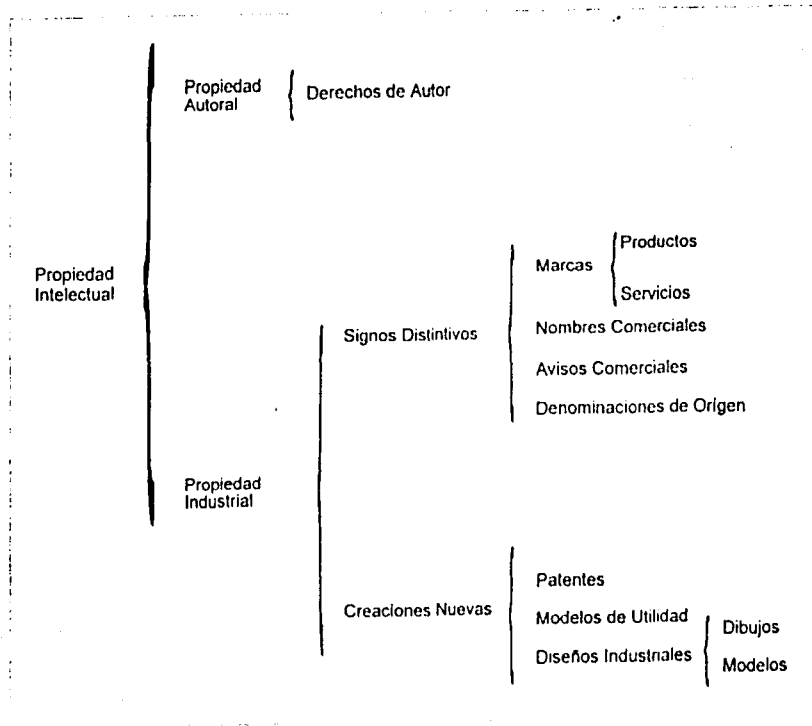 Propiedad
Autoral
Derechos de Autor
Propiedad
Intelectual
Marcas
Productos
Servicios
Signos Distintivos
Nombres Comerciales
Avisos Comerciales
Denominaciones de Origen
Propiedad
Industrial
Creaciones Nuevas
Patentes
Modelos de Utilidad
Diseños Industriales
Dibujos
Modelos